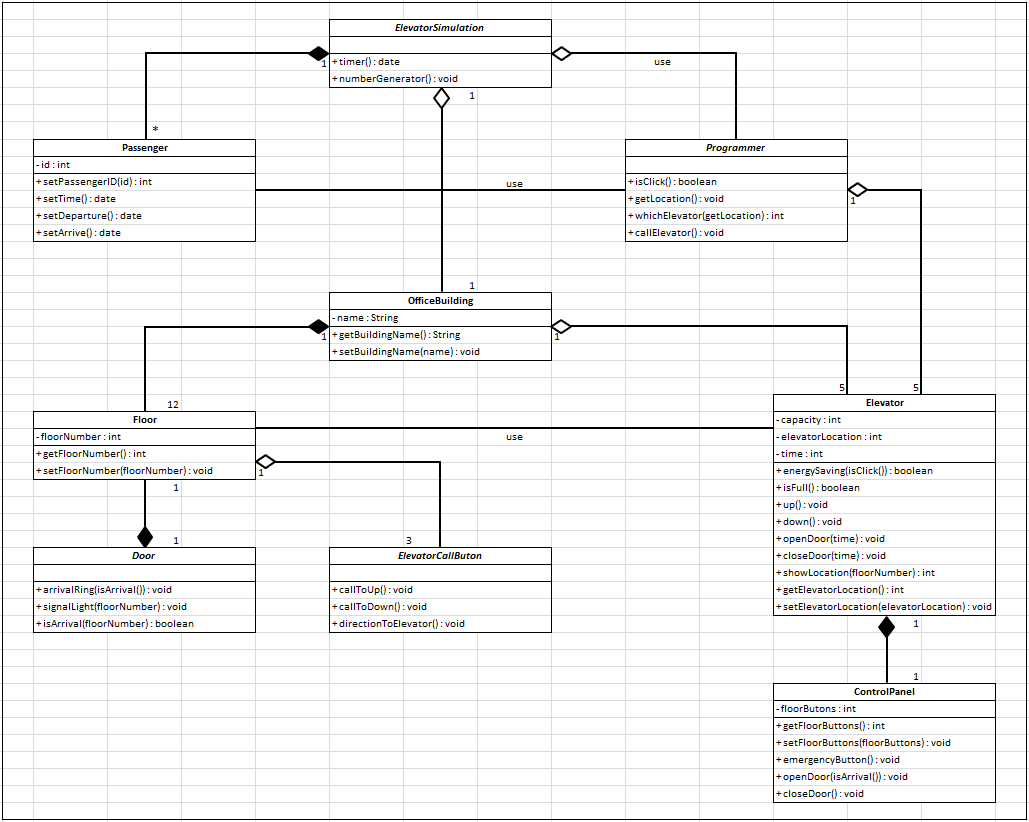 ElevatorSimulation
+timer() : date
+numberGenerator() : void
1
use
1
*
Passenger
-id : int
+setPassengerID(id) : int
+setTime() : date
+setDeparture() : date
+setArrive() : date
use
Programmer
+isClick() : boolean
+getLocation() : void
+whichElevator(getLocation) : int
+callElevator() : void
1
1
OfficeBuilding
-name : String
+getBuildingName() : String
+setBuildingName(name) : void
1
1
5
5
12
Floor
-floorNumber : int
+getFloorNumber() : int
+setFloorNumber(floorNumber) : void
1
use
1
Elevator
-capacity : int
-elevatorLocation : int
-time : int
+energySaving(isClick()) : boolean
+isFull() : boolean
+up() : void
+down() : void
+openDoor(time) : void
+closeDoor(time) : void
+showLocation(floorNumber) : int
+getElevatorLocation() : int
+setElevatorLocation(elevatorLocation) : void
1
3
Door
+arrivalRing(isArrival()) : void
+signalLight(floorNumber) : void
+isArrival(floorNumber) : boolean
ElevatorCallButon
+callToUp() : void
+callToDown() : void
+directionToElevator() : void
1
1
ControlPanel
-floorButons : int
+getFloorButtons() : int
+setFloorButtons(floorButtons) : void
+emergencyButton() : void
+openDoor(isArrival()) : void
+closeDoor() : void